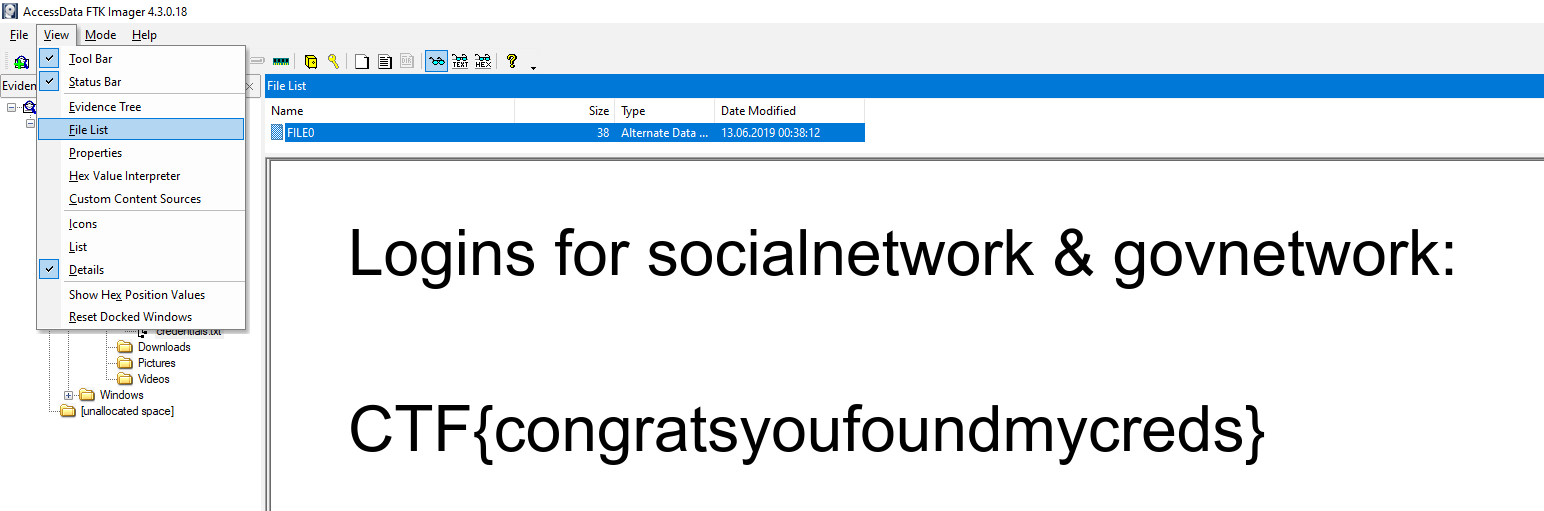 AccessData FTK Imager 4.3.0.18
File View Mode Help
Tool Bar
Status Bar
Evidence Tree
File List
Properties
Hex Value Interpreter
Custom Content Sources
Icons
List
Details
Show Hex Position Values
Reset Docked Windows
TEXT HEX
Eviden
credentials.txt
Downloads
Pictures
Videos
Windows
[unallocated space]
File List
Name Size Type Date Modified
FILE0 38 Alternate Data ... 13.06.2019 00:38:12
Logins for socialnetwork & govnetwork:
CTF{congratsyoufoundmycreds}